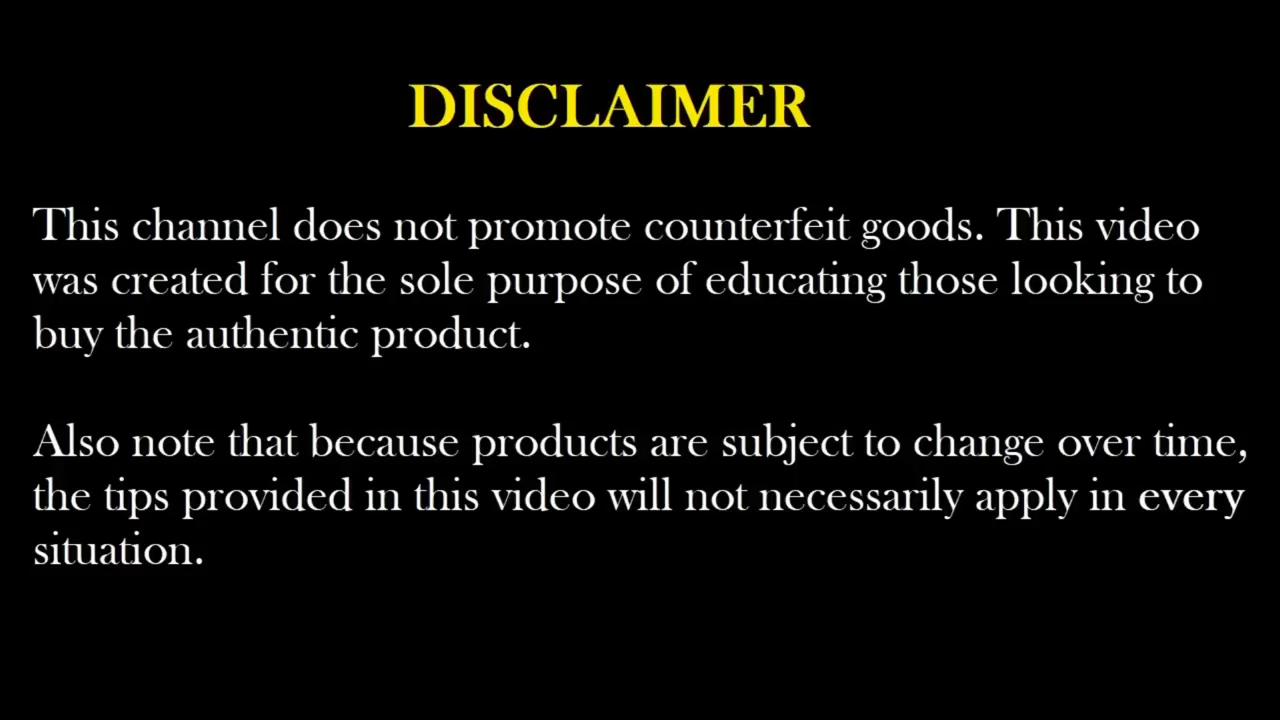 DISCLAIMER
This channel does not promote counterfeit goods. This video
was created for the sole purpose of educating those looking to
buy the authentic product.
Also note that because products are subject to change over time,
the tips provided in this video will not necessarily apply in every
situation.